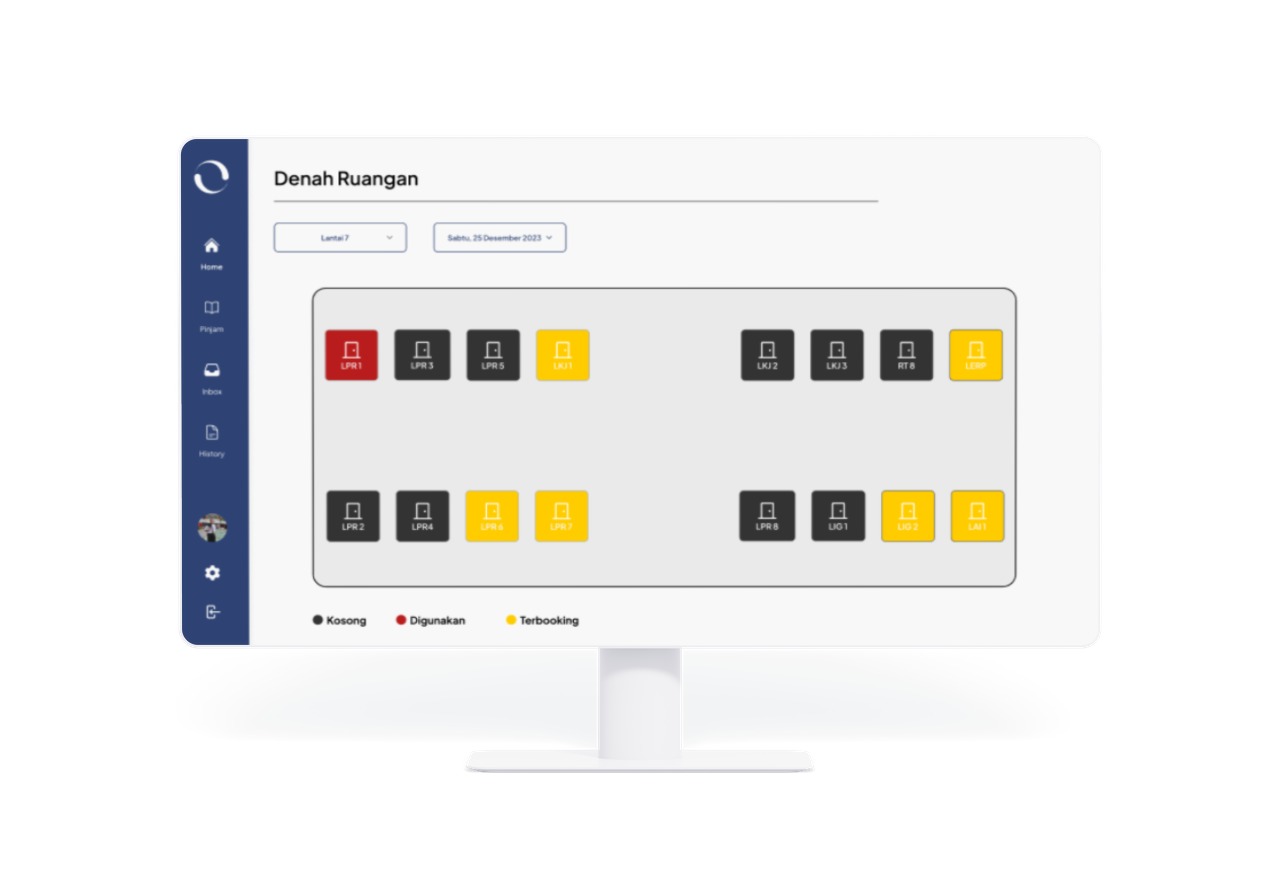 Denah Ruangan
Lantai 7
Sabtu, 25 Desember 2023
Home
Pinjam
Inbox
History
LPR 1
LPR 3
LPR 5
LKJ 1
LKJ 2
LKJ 3
RT 8
LERP
LPR 2
LPR4
LPR 6
LPR 7
LPR 8
LIG 1
LIG 2
LAI 1
Kosong
Digunakan
Terbooking